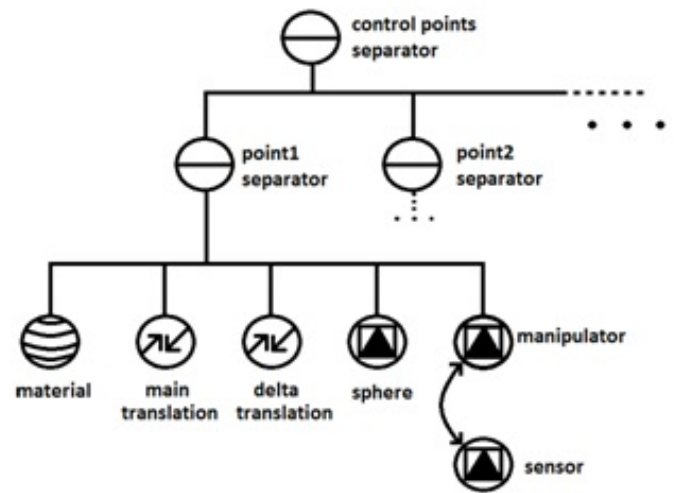 control points
separator
point1
separator
point2
separator
material
main
translation
delta
translation
sphere
manipulator
sensor